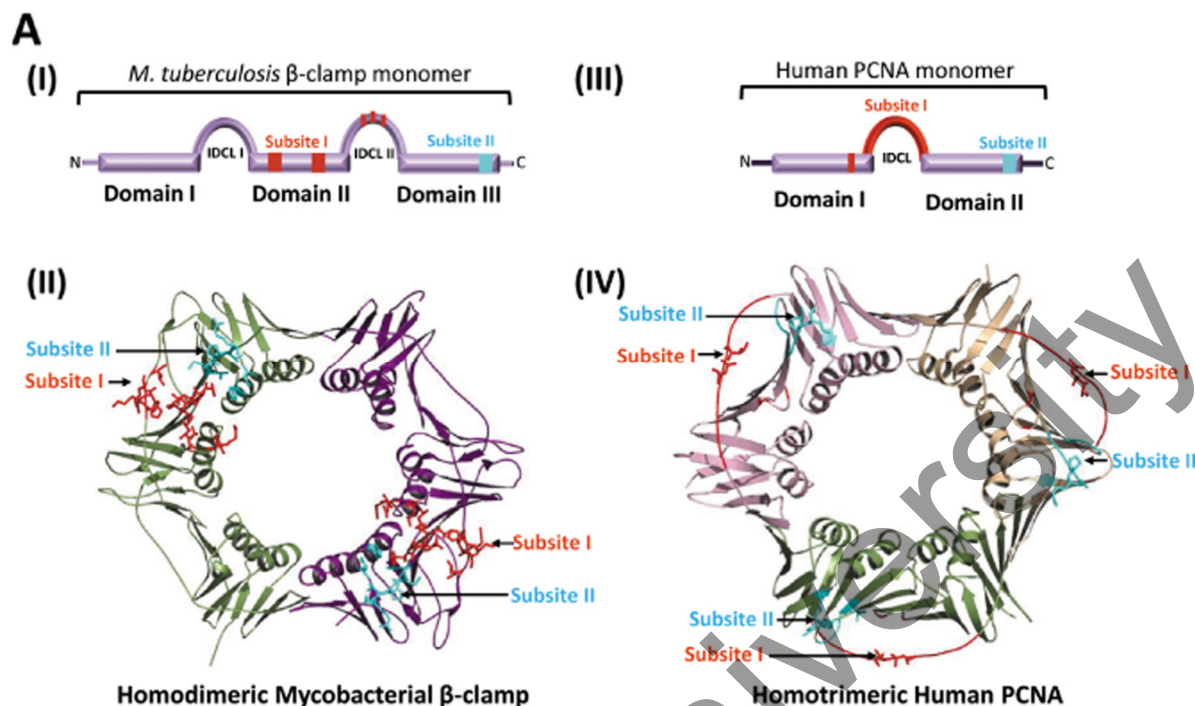 A
(I)
M. tuberculosis β-clamp monomer
Subsite I
Subsite II
N
IDCL I
IDCL II
C
Domain I
Domain II
Domain III
(III)
Human PCNA monomer
Subsite I
Subsite II
N
IDCL
C
Domain I
Domain II
(II)
Subsite II
Subsite I
Subsite I
Subsite II
Homodimeric Mycobacterial β-clamp
(IV)
Subsite II
Subsite I
Subsite I
Subsite II
Subsite II
Subsite I
Homotrimeric Human PCNA
versity